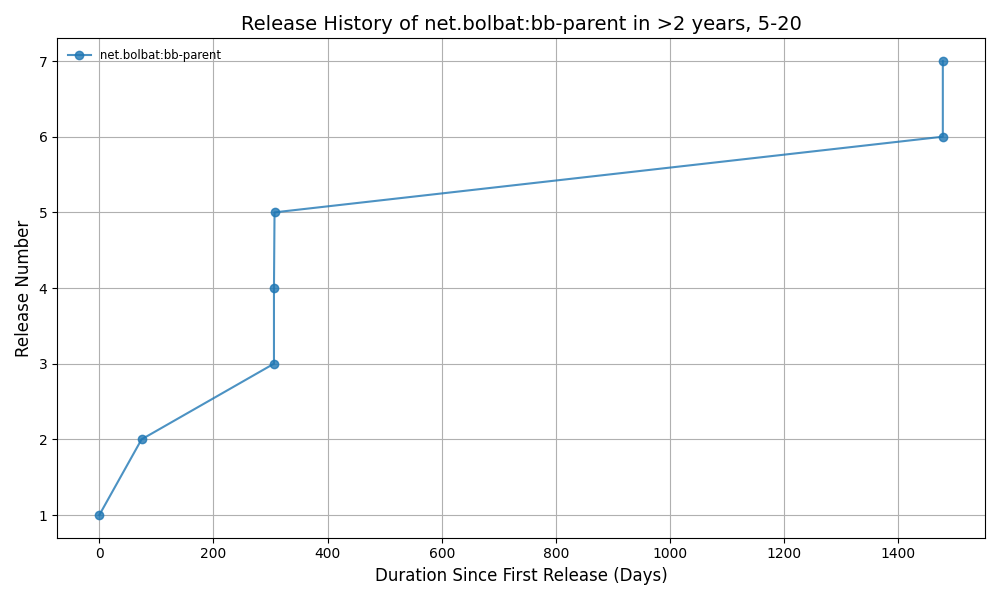 Release History of net.bolbat:bb-parent in >2 years, 5-20
net.bolbat:bb-parent
7
6
5
4
3
2
1
Release Number
0 200 400 600 800 1000 1200 1400
Duration Since First Release (Days)